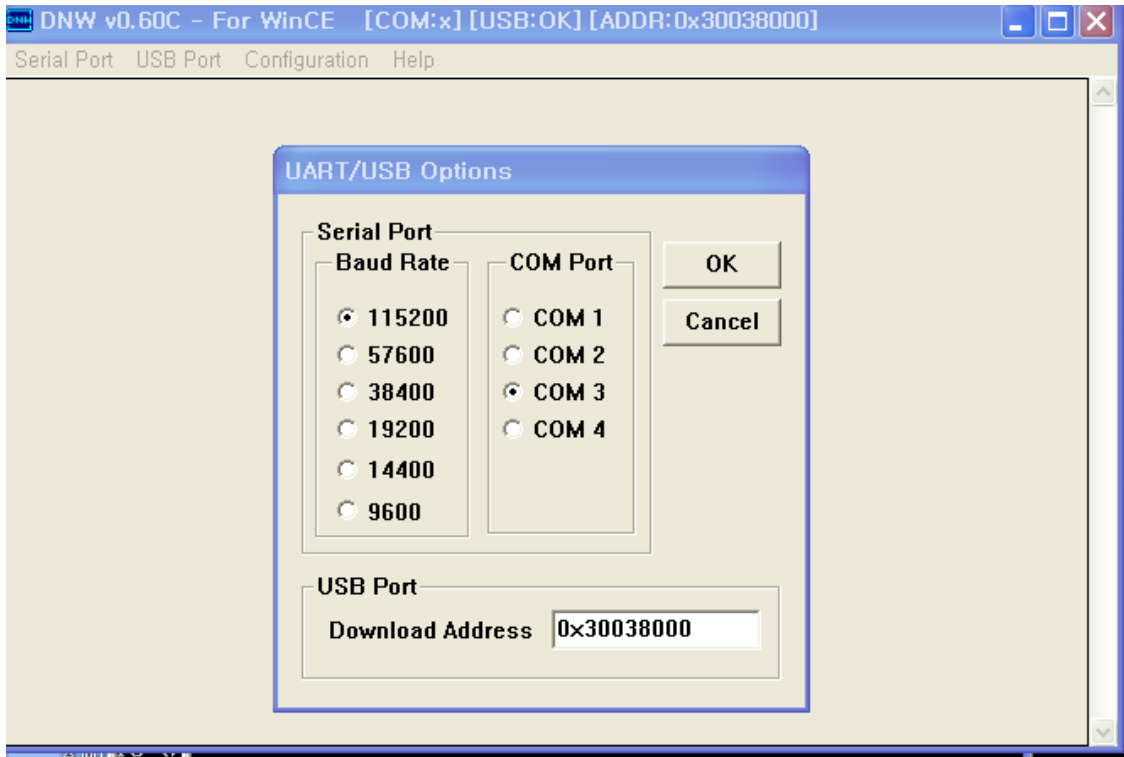 DNW v0.60C - For WinCE [COM:x] [USB:OK] [ADDR:0x30038000]
Serial Port USB Port Configuration Help
UART/USB Options
Serial Port
Baud Rate
115200
57600
38400
19200
14400
9600
COM Port
COM 1
COM 2
COM 3
COM 4
OK
Cancel
USB Port
Download Address 0x30038000